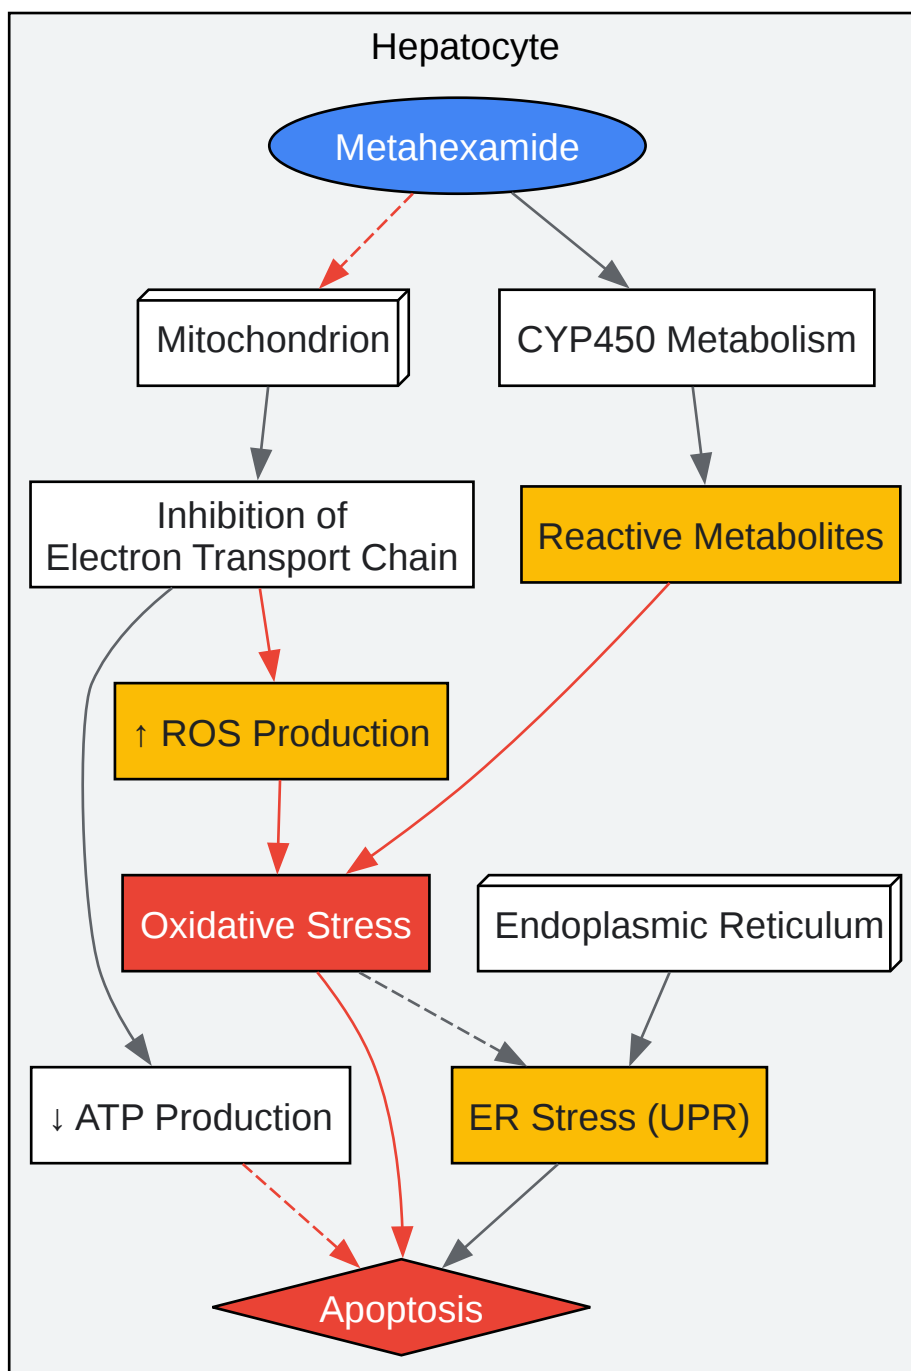 Hepatocyte
Metahexamide
Mitochondrion
CYP450 Metabolism
Inhibition of
Electron Transport Chain
Reactive Metabolites
↑ ROS Production
Oxidative Stress
Endoplasmic Reticulum
↓ ATP Production
ER Stress (UPR)
Apoptosis